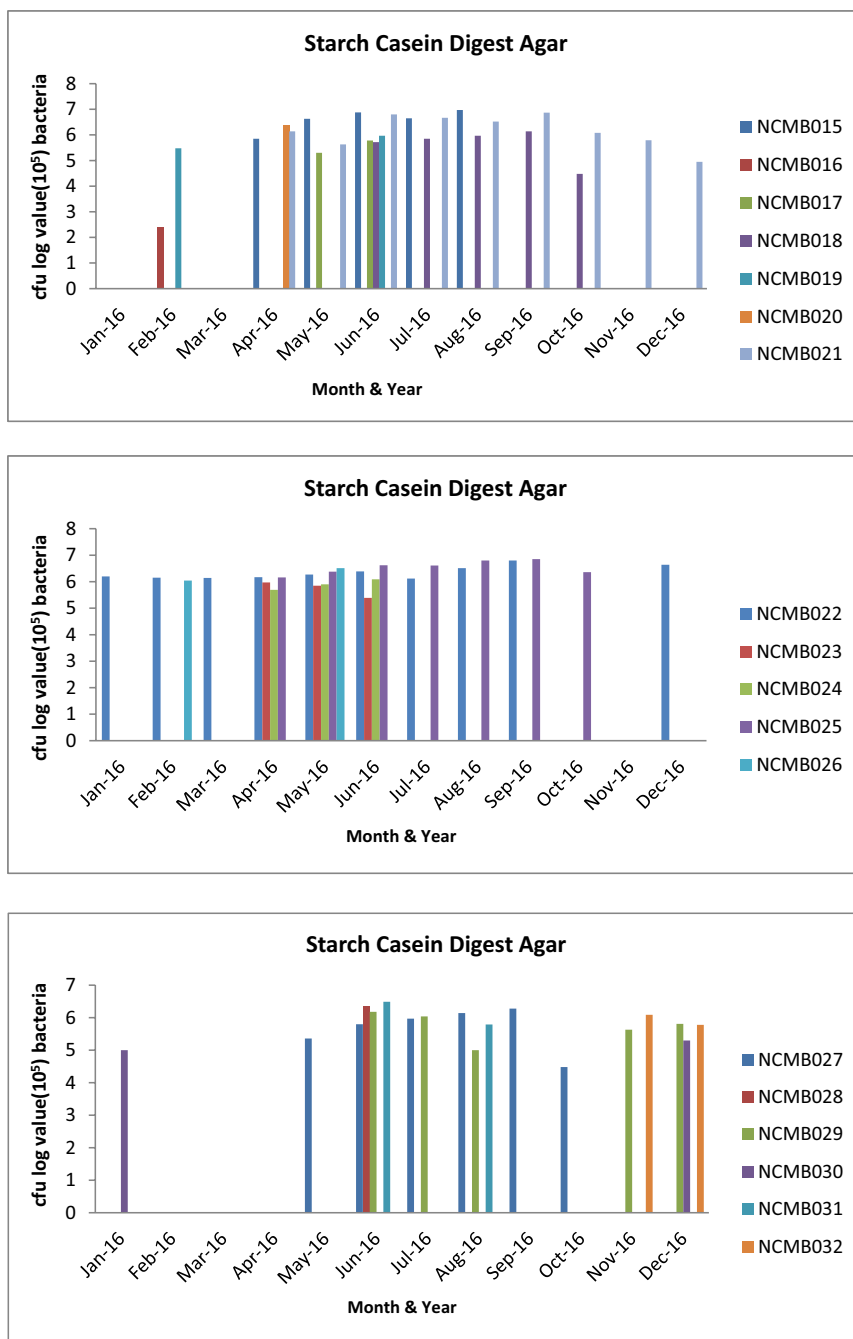 Starch Casein Digest Agar
cfu log value(10⁵) bacteria
8
7
6
5
4
3
2
1
0
Jan-16
Feb-16
Mar-16
Apr-16
May-16
Jun-16
Jul-16
Aug-16
Sep-16
Oct-16
Nov-16
Dec-16
Month & Year
NCMB015
NCMB016
NCMB017
NCMB018
NCMB019
NCMB020
NCMB021
Starch Casein Digest Agar
cfu log value(10⁵) bacteria
8
7
6
5
4
3
2
1
0
Jan-16
Feb-16
Mar-16
Apr-16
May-16
Jun-16
Jul-16
Aug-16
Sep-16
Oct-16
Nov-16
Dec-16
Month & Year
NCMB022
NCMB023
NCMB024
NCMB025
NCMB026
Starch Casein Digest Agar
cfu log value(10⁵) bacteria
7
6
5
4
3
2
1
0
Jan-16
Feb-16
Mar-16
Apr-16
May-16
Jun-16
Jul-16
Aug-16
Sep-16
Oct-16
Nov-16
Dec-16
Month & Year
NCMB027
NCMB028
NCMB029
NCMB030
NCMB031
NCMB032